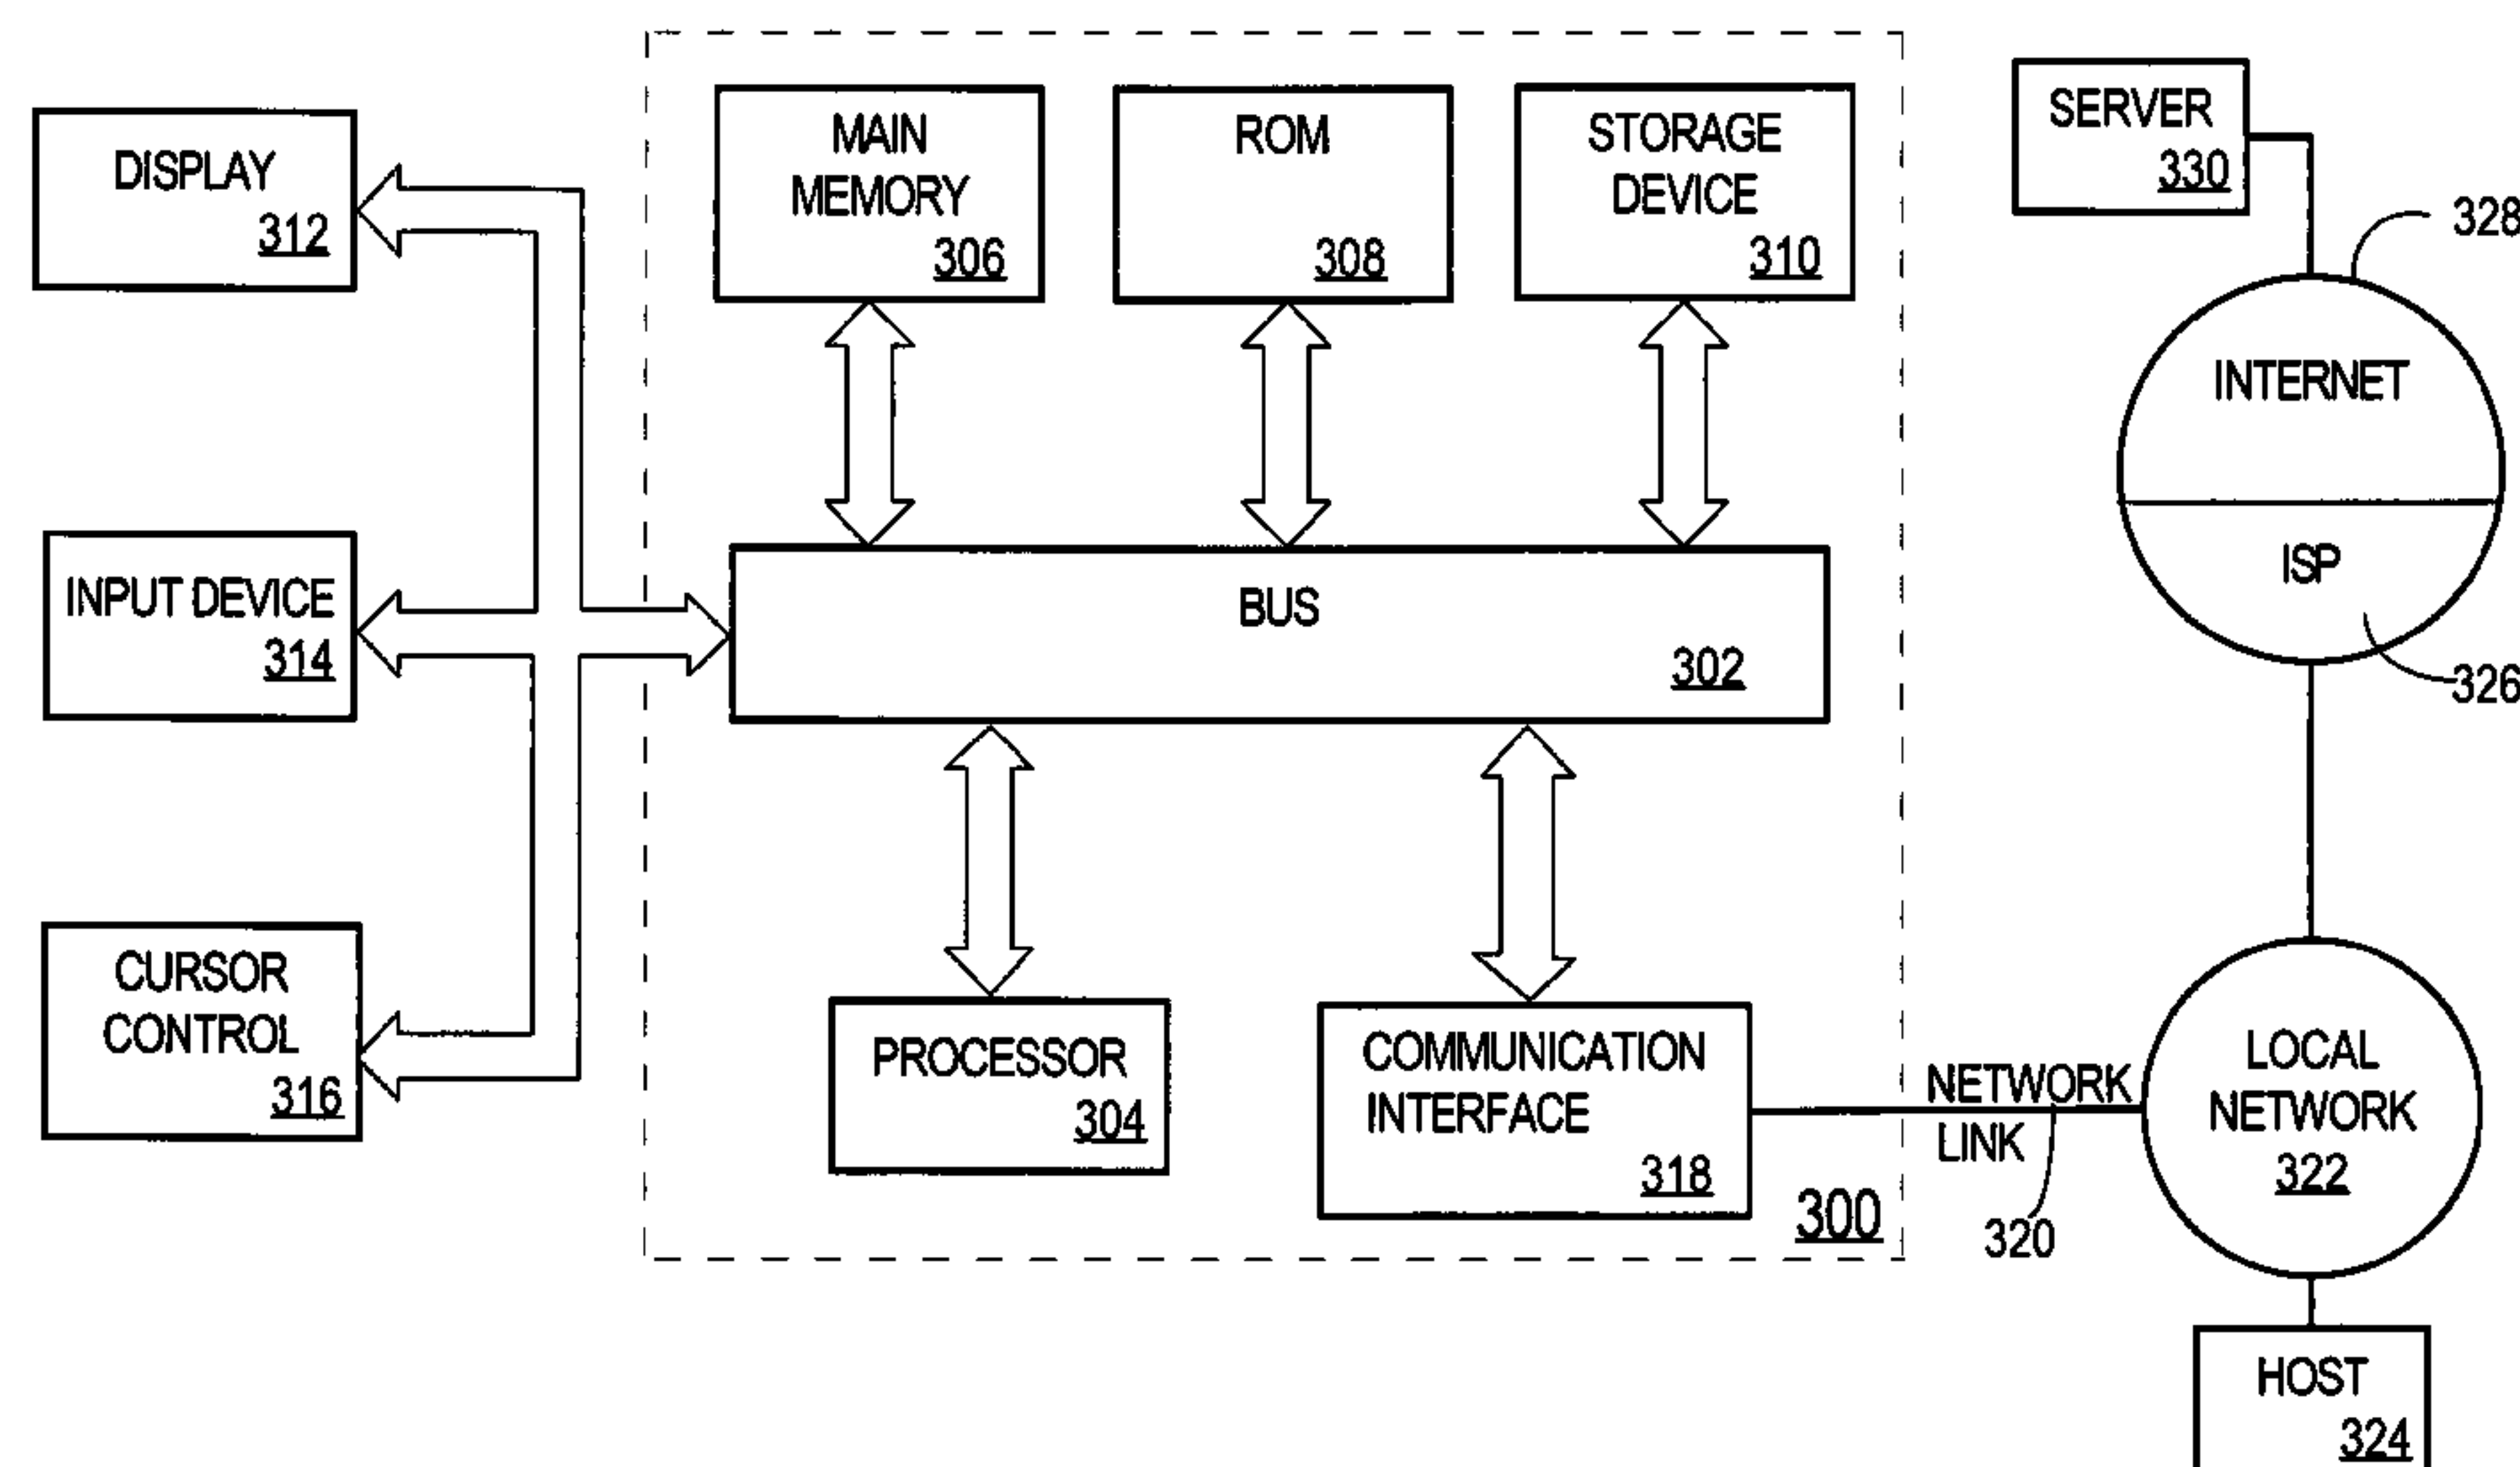 DISPLAY
312
INPUT DEVICE
314
CURSOR
CONTROL
316
MAIN
MEMORY
306
ROM
308
STORAGE
DEVICE
310
BUS
302
PROCESSOR
304
COMMUNICATION
INTERFACE
318
300
SERVER
330
328
INTERNET
ISP
326
NETWORK
LINK
320
LOCAL
NETWORK
322
HOST
324